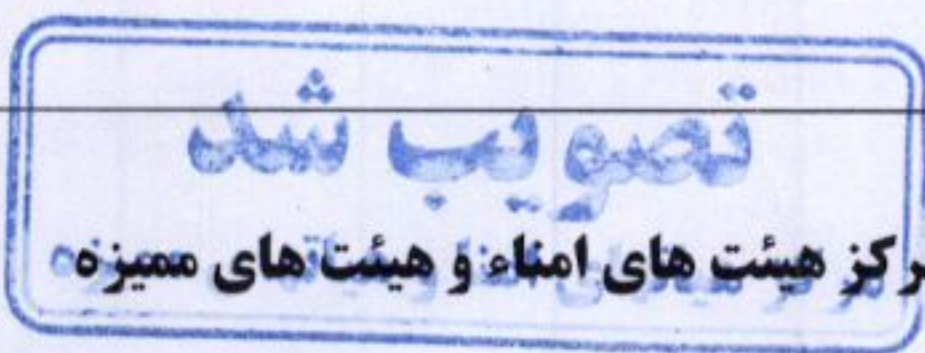 تصویب شد
رکز هیئت های امناء و هیئت های ممیزه